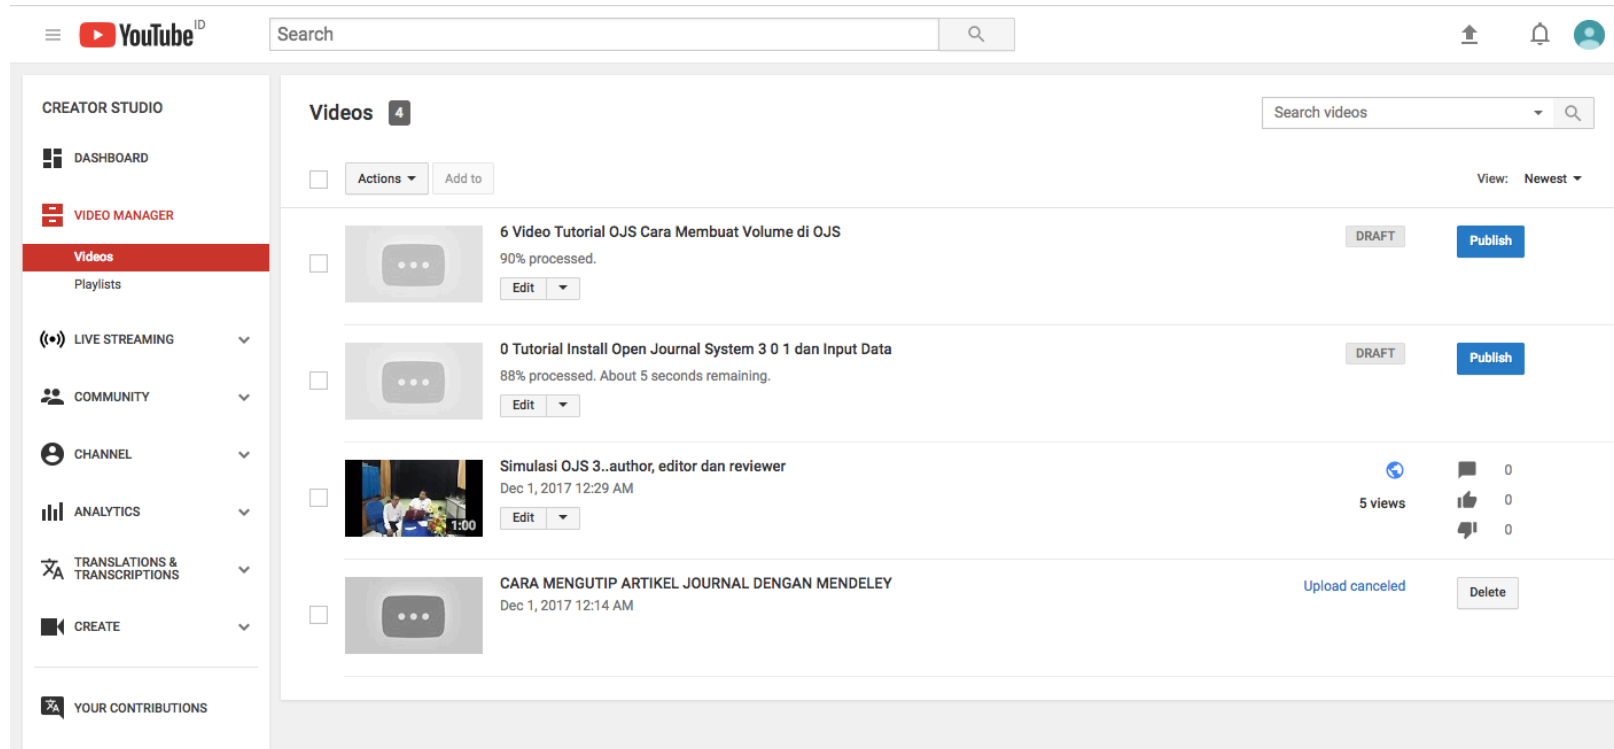 YouTube ID
Search
CREATOR STUDIO
DASHBOARD
VIDEO MANAGER
Videos
Playlists
LIVE STREAMING
COMMUNITY
CHANNEL
ANALYTICS
TRANSLATIONS &
TRANSCRIPTIONS
CREATE
YOUR CONTRIBUTIONS
Videos 4
Search videos
Actions Add to
View: Newest
6 Video Tutorial OJS Cara Membuat Volume di OJS
90% processed.
Edit
DRAFT
Publish
0 Tutorial Install Open Journal System 3 0 1 dan Input Data
88% processed. About 5 seconds remaining.
Edit
DRAFT
Publish
1:00
Simulasi OJS 3..author, editor dan reviewer
Dec 1, 2017 12:29 AM
Edit
5 views
0
0
0
CARA MENGUTIP ARTIKEL JOURNAL DENGAN MENDELEY
Dec 1, 2017 12:14 AM
Upload canceled
Delete